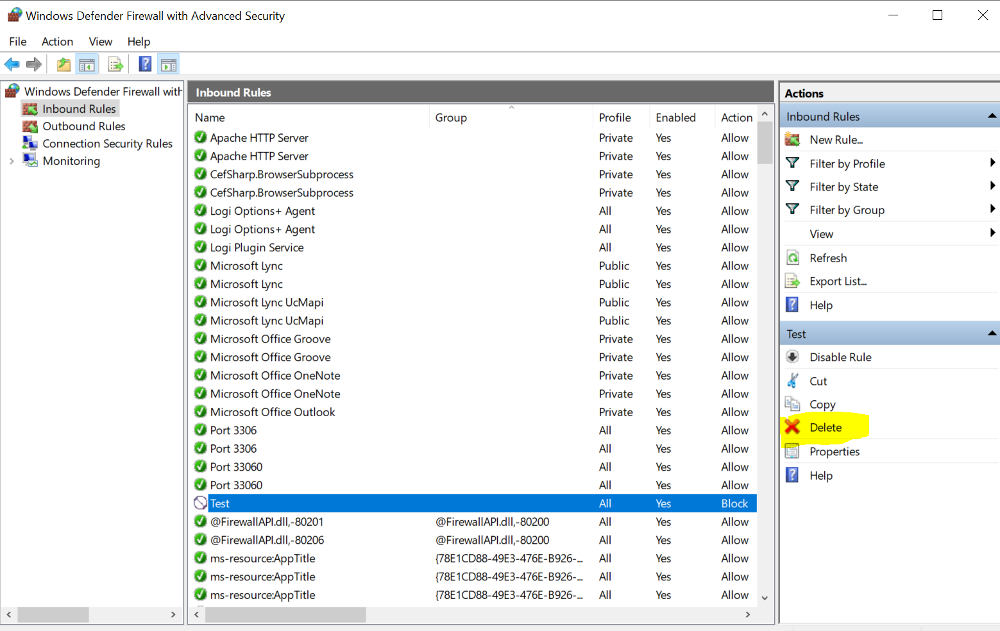 Windows Defender Firewall with Advanced Security
File Action View Help
Windows Defender Firewall with
Inbound Rules
Outbound Rules
Connection Security Rules
Monitoring
Inbound Rules
Name Group Profile Enabled Action
Apache HTTP Server Private Yes Allow
Apache HTTP Server Private Yes Allow
CefSharp.BrowserSubprocess Private Yes Allow
CefSharp.BrowserSubprocess Private Yes Allow
Logi Options+ Agent All Yes Allow
Logi Options+ Agent All Yes Allow
Logi Plugin Service All Yes Allow
Microsoft Lync Public Yes Allow
Microsoft Lync Public Yes Allow
Microsoft Lync UcMapi Public Yes Allow
Microsoft Lync UcMapi Public Yes Allow
Microsoft Office Groove Private Yes Allow
Microsoft Office Groove Private Yes Allow
Microsoft Office OneNote Private Yes Allow
Microsoft Office OneNote Private Yes Allow
Microsoft Office Outlook Private Yes Allow
Port 3306 All Yes Allow
Port 3306 All Yes Allow
Port 33060 All Yes Allow
Port 33060 All Yes Allow
Test All Yes Block
@FirewallAPI.dll,-80201 @FirewallAPI.dll,-80200 All Yes Allow
@FirewallAPI.dll,-80206 @FirewallAPI.dll,-80200 All Yes Allow
ms-resource:AppTitle {78E1CD88-49E3-476E-B926-... All Yes Allow
ms-resource:AppTitle {78E1CD88-49E3-476E-B926-... All Yes Allow
ms-resource:AppTitle {78E1CD88-49E3-476E-B926-... All Yes Allow
Actions
Inbound Rules
New Rule...
Filter by Profile
Filter by State
Filter by Group
View
Refresh
Export List...
Help
Test
Disable Rule
Cut
Copy
Delete
Properties
Help